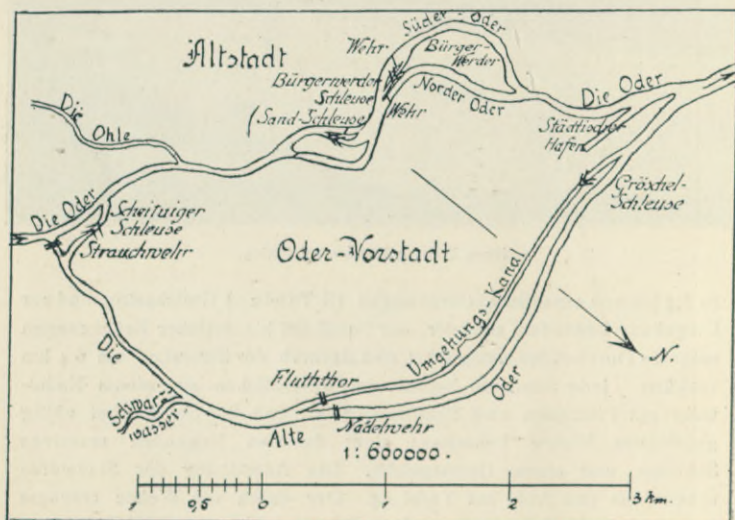 Altstadt
Süder-Oder
Wehr
Bürger-
Werder
Bürgerwerder
Schleuse
Norder Oder
Die Oder
Sand-Schleuse
Wehr
Städtischer
Hafen
Die
Ohle
Gröschel-
Schleuse
Die Oder
Scheitniger
Schleuse
Strauchwehr
Oder-Vorstadt
Umgehungs-Kanal
N.
Die
Fluththor
Oder
Schwarz-
wasser
Alte
Nadelwehr
1:600000.
1 0,5 0 1 2 3 km